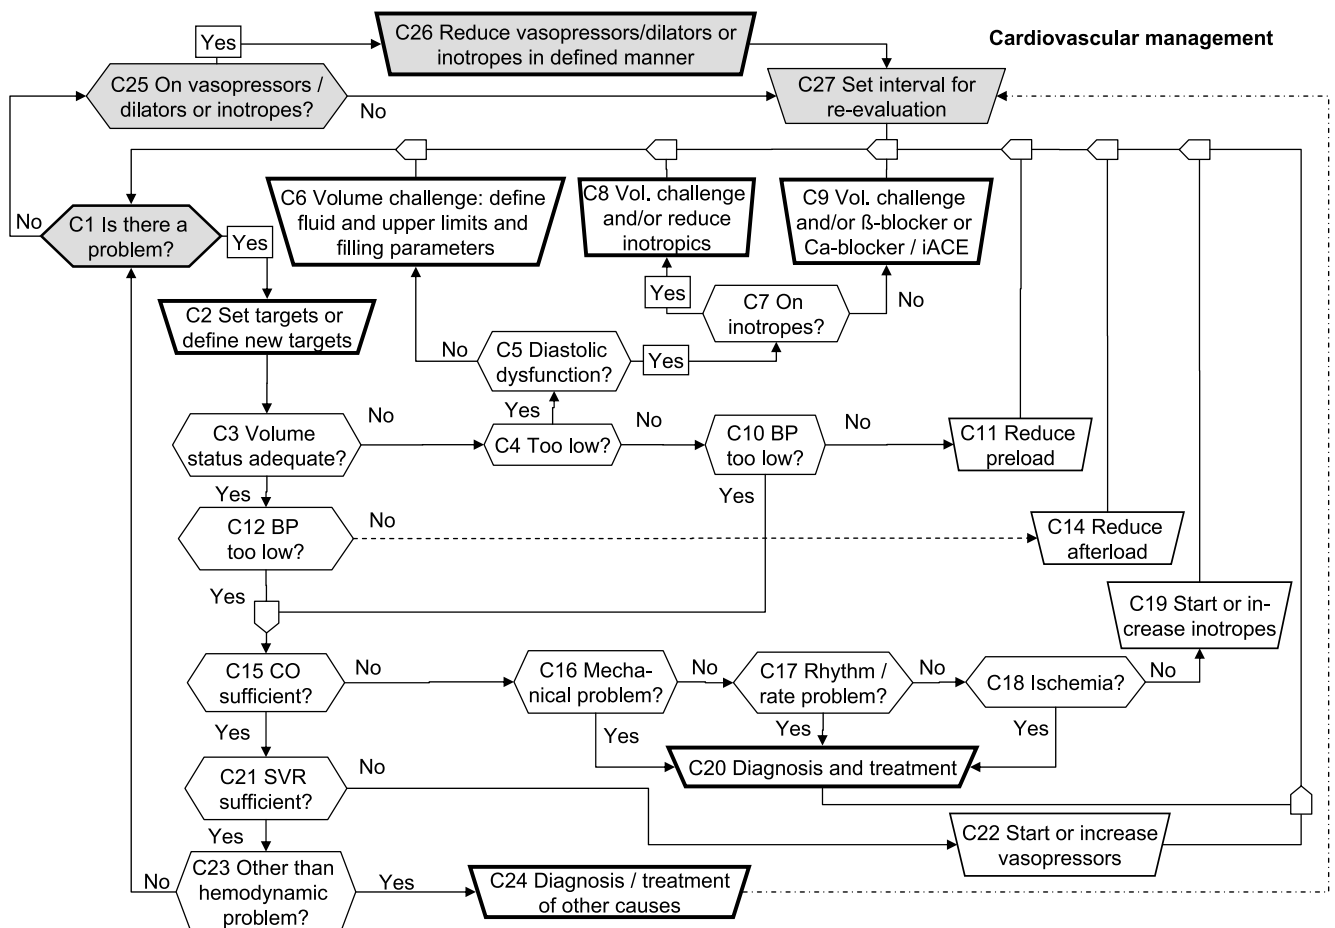 Cardiovascular management
Yes
C26 Reduce vasopressors/dilators or
inotropes in defined manner
C25 On vasopressors /
dilators or inotropes?
No
C27 Set interval for
re-evaluation
C1 Is there a
problem?
No
Yes
C6 Volume challenge: define
fluid and upper limits and
filling parameters
C8 Vol. challenge
and/or reduce
inotropics
C9 Vol. challenge
and/or ß-blocker or
Ca-blocker / iACE
C2 Set targets or
define new targets
Yes
C7 On
inotropes?
No
No
C5 Diastolic
dysfunction?
Yes
Yes
C3 Volume
status adequate?
No
C4 Too low?
No
C10 BP
too low?
No
C11 Reduce
preload
Yes
Yes
C12 BP
too low?
No
C14 Reduce
afterload
Yes
C19 Start or in-
crease inotropes
C15 CO
sufficient?
No
C16 Mecha-
nical problem?
No
C17 Rhythm /
rate problem?
No
C18 Ischemia?
No
Yes
Yes
Yes
Yes
C20 Diagnosis and treatment
C21 SVR
sufficient?
No
C22 Start or increase
vasopressors
Yes
C23 Other than
hemodynamic
problem?
No
Yes
C24 Diagnosis / treatment
of other causes